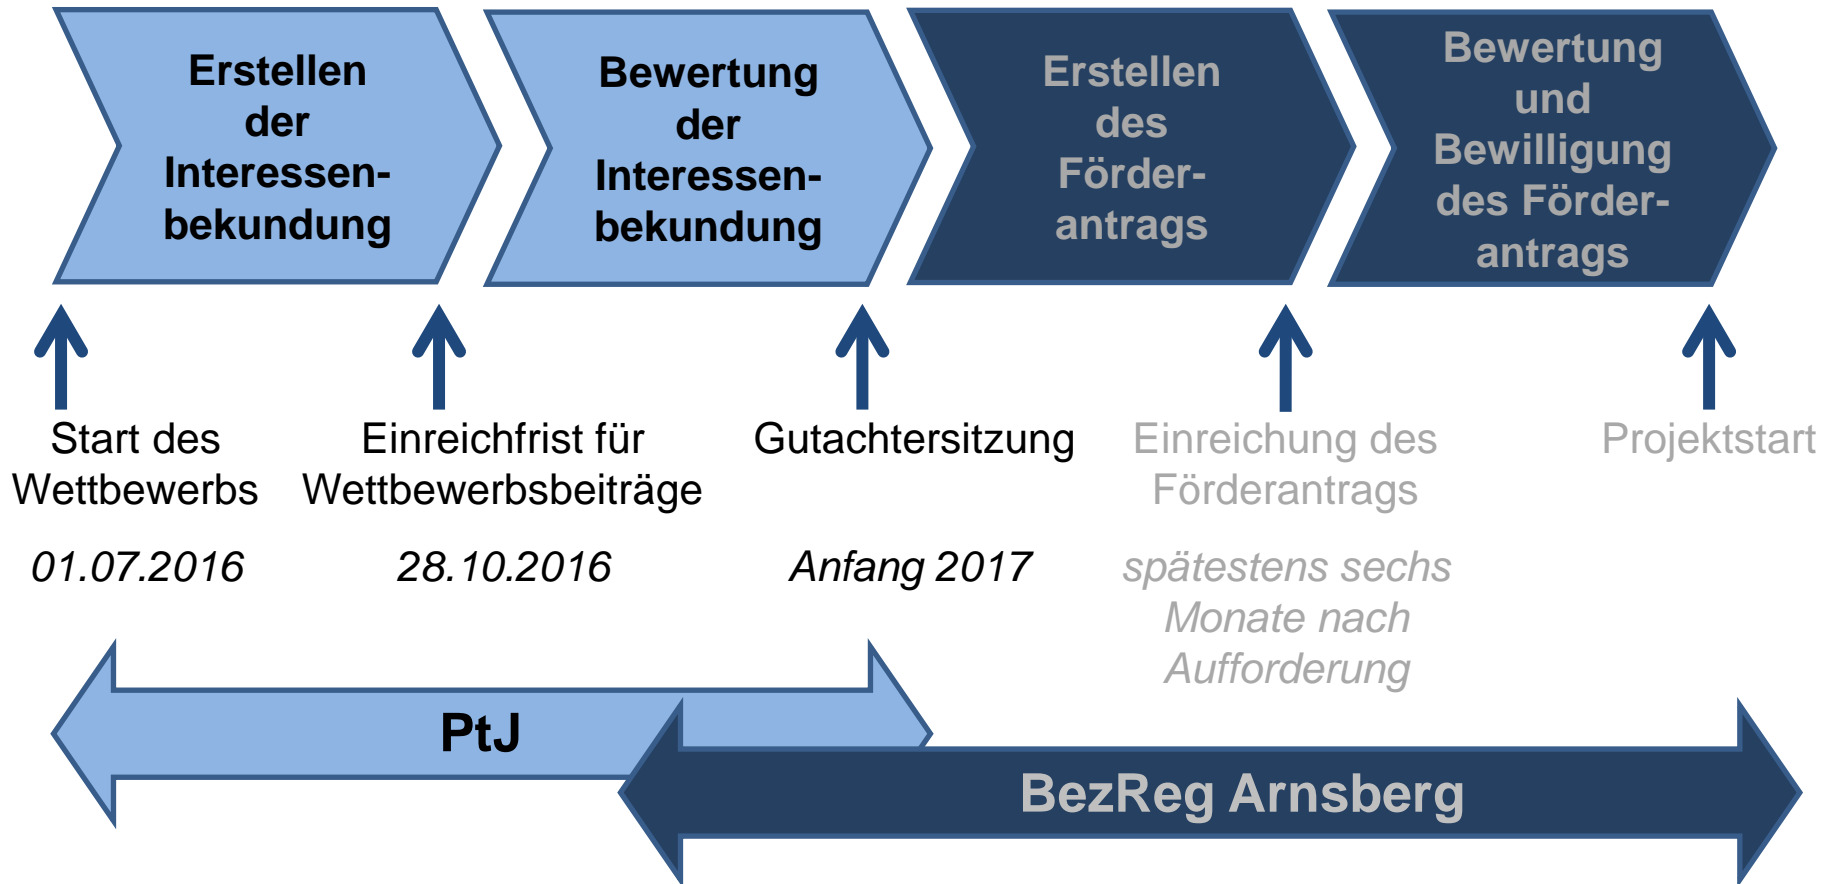 Erstellen
der
Interessen-
bekundung
Bewertung
der
Interessen-
bekundung
Erstellen
des
Förder-
antrags
Bewertung
und
Bewilligung
des Förder-
antrags
Start des
Wettbewerbs
01.07.2016
Einreichfrist für
Wettbewerbsbeiträge
28.10.2016
Gutachtersitzung
Anfang 2017
Einreichung des
Förderantrags
spätestens sechs
Monate nach
Aufforderung
Projektstart
PtJ
BezReg Arnsberg